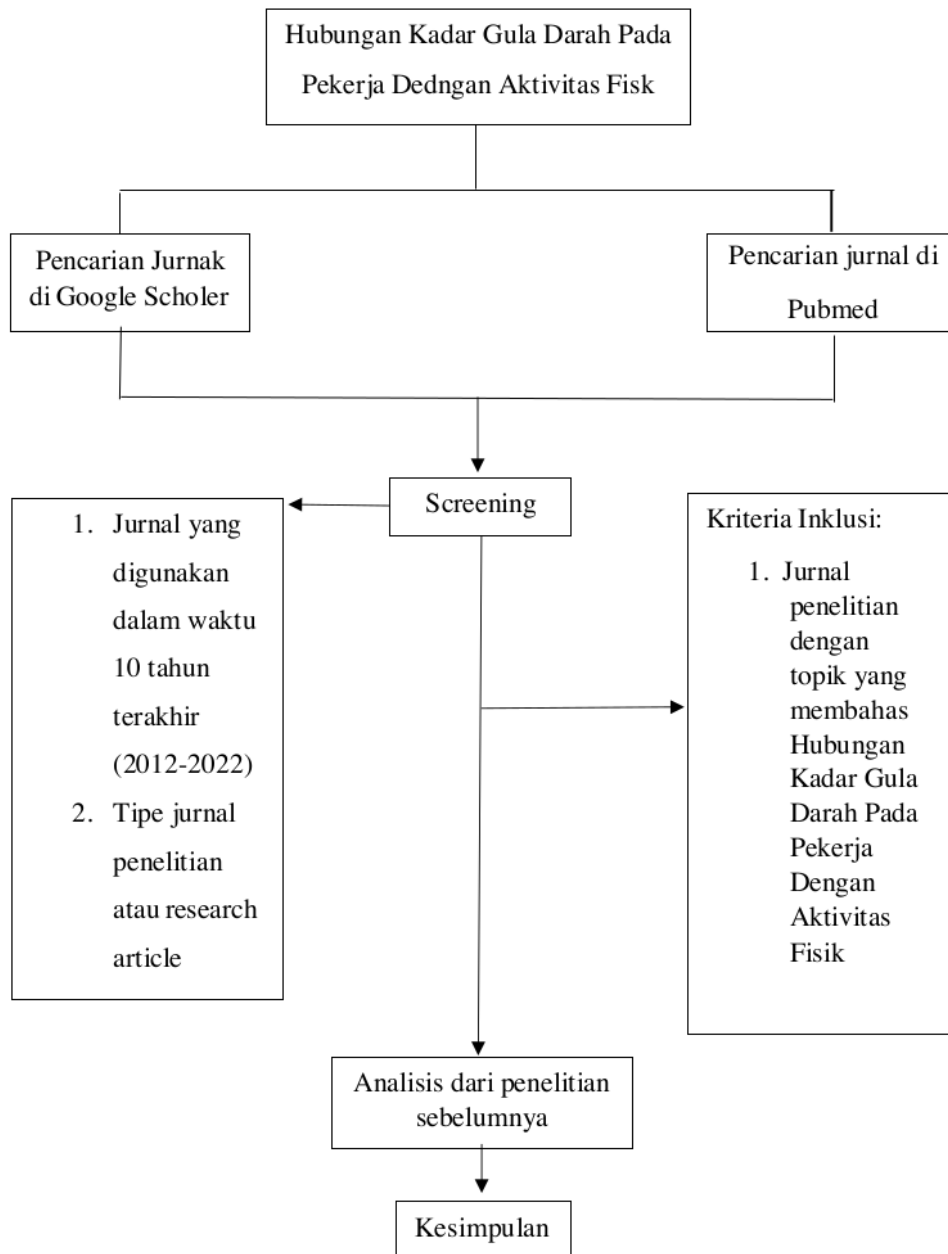 Hubungan Kadar Gula Darah Pada
Pekerja Dedngan Aktivitas Fisk
Pencarian Jurnak
di Google Scholer
Pencarian jurnal di
Pubmed
Screening
1. Jurnal yang
digunakan
dalam waktu
10 tahun
terakhir
(2012-2022)
2. Tipe jurnal
penelitian
atau research
article
Kriteria Inklusi:
1. Jurnal
penelitian
dengan
topik yang
membahas
Hubungan
Kadar Gula
Darah Pada
Pekerja
Dengan
Aktivitas
Fisik
Analisis dari penelitian
sebelumnya
Kesimpulan